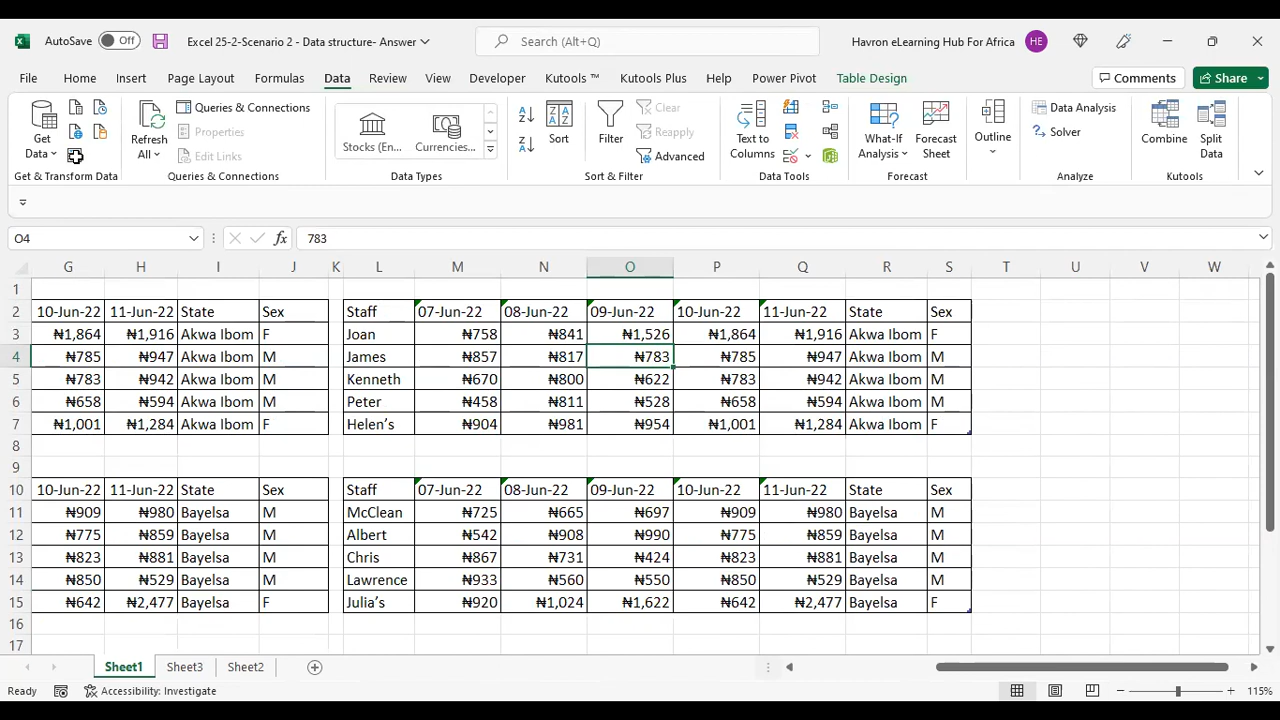 AutoSave Off Excel 25-2-Scenario 2 - Data structure- Answer Search (Alt+Q) Havron eLearning Hub For Africa HE
File Home Insert Page Layout Formulas Data Review View Developer Kutools ™ Kutools Plus Help Power Pivot Table Design Comments Share
Get Data Refresh All Queries & Connections Properties Edit Links Stocks (En... Currencies... Sort Filter Clear Reapply Advanced Text to Columns What-If Analysis Forecast Sheet Outline Data Analysis Solver Combine Split Data
Get & Transform Data Queries & Connections Data Types Sort & Filter Data Tools Forecast Analyze Kutools
O4 fx 783
G H I J K L M N O P Q R S T U V W
1
2 10-Jun-22 11-Jun-22 State Sex Staff 07-Jun-22 08-Jun-22 09-Jun-22 10-Jun-22 11-Jun-22 State Sex
3 ₦1,864 ₦1,916 Akwa Ibom F Joan ₦758 ₦841 ₦1,526 ₦1,864 ₦1,916 Akwa Ibom F
4 ₦785 ₦947 Akwa Ibom M James ₦857 ₦817 ₦783 ₦785 ₦947 Akwa Ibom M
5 ₦783 ₦942 Akwa Ibom M Kenneth ₦670 ₦800 ₦622 ₦783 ₦942 Akwa Ibom M
6 ₦658 ₦594 Akwa Ibom M Peter ₦458 ₦811 ₦528 ₦658 ₦594 Akwa Ibom M
7 ₦1,001 ₦1,284 Akwa Ibom F Helen’s ₦904 ₦981 ₦954 ₦1,001 ₦1,284 Akwa Ibom F
8
9
10 10-Jun-22 11-Jun-22 State Sex Staff 07-Jun-22 08-Jun-22 09-Jun-22 10-Jun-22 11-Jun-22 State Sex
11 ₦909 ₦980 Bayelsa M McClean ₦725 ₦665 ₦697 ₦909 ₦980 Bayelsa M
12 ₦775 ₦859 Bayelsa M Albert ₦542 ₦908 ₦990 ₦775 ₦859 Bayelsa M
13 ₦823 ₦881 Bayelsa M Chris ₦867 ₦731 ₦424 ₦823 ₦881 Bayelsa M
14 ₦850 ₦529 Bayelsa M Lawrence ₦933 ₦560 ₦550 ₦850 ₦529 Bayelsa M
15 ₦642 ₦2,477 Bayelsa F Julia’s ₦920 ₦1,024 ₦1,622 ₦642 ₦2,477 Bayelsa F
16
17
Sheet1 Sheet3 Sheet2
Ready Accessibility: Investigate 115%